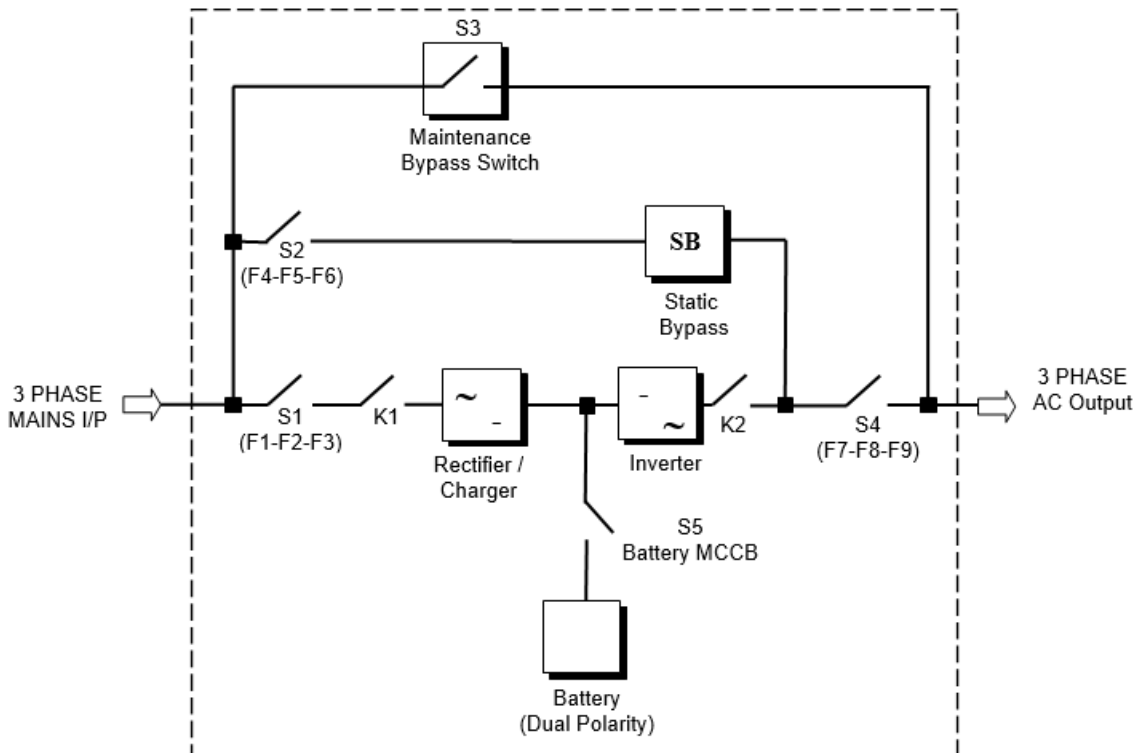 S3
Maintenance
Bypass Switch
S2
(F4-F5-F6)
SB
Static
Bypass
3 PHASE
MAINS I/P
S1
(F1-F2-F3)
K1
~
-
Rectifier /
Charger
-
~
Inverter
K2
S4
(F7-F8-F9)
3 PHASE
AC Output
S5
Battery MCCB
Battery
(Dual Polarity)